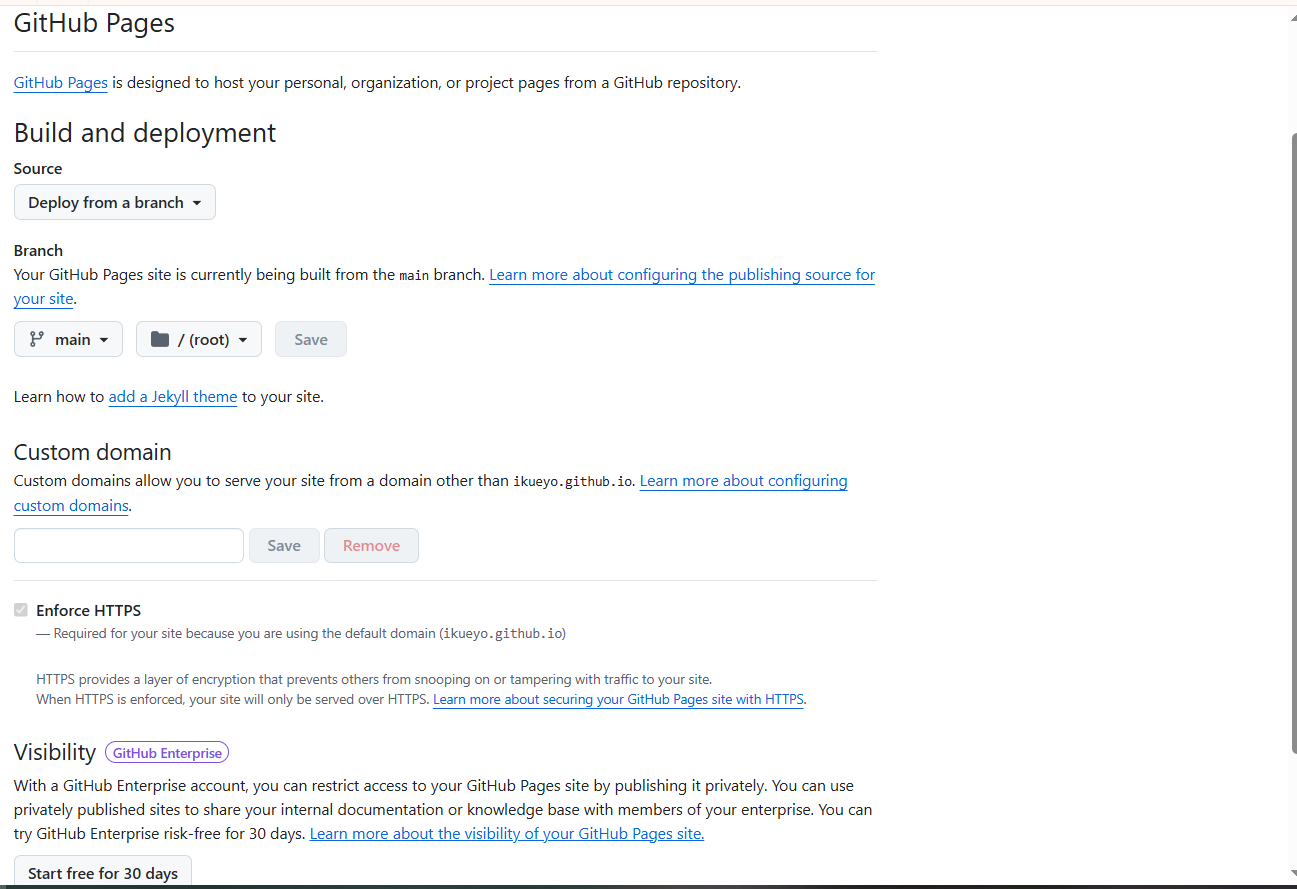 GitHub Pages
GitHub Pages is designed to host your personal, organization, or project pages from a GitHub repository.
Build and deployment
Source
Deploy from a branch
Branch
Your GitHub Pages site is currently being built from the main branch. Learn more about configuring the publishing source for
your site.
main / (root) Save
Learn how to add a Jekyll theme to your site.
Custom domain
Custom domains allow you to serve your site from a domain other than ikueyo.github.io. Learn more about configuring
custom domains.
Save Remove
Enforce HTTPS
— Required for your site because you are using the default domain (ikueyo.github.io)
HTTPS provides a layer of encryption that prevents others from snooping on or tampering with traffic to your site.
When HTTPS is enforced, your site will only be served over HTTPS. Learn more about securing your GitHub Pages site with HTTPS.
Visibility GitHub Enterprise
With a GitHub Enterprise account, you can restrict access to your GitHub Pages site by publishing it privately. You can use
privately published sites to share your internal documentation or knowledge base with members of your enterprise. You can
try GitHub Enterprise risk-free for 30 days. Learn more about the visibility of your GitHub Pages site.
Start free for 30 days